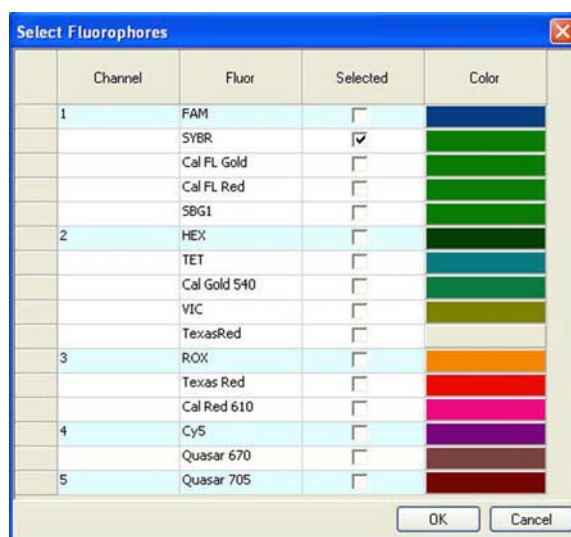 Select Fluorophores
Channel Fluor Selected Color
1 FAM
SYBR
Cal FL Gold
Cal FL Red
SBG1
2 HEX
TET
Cal Gold 540
VIC
TexasRed
3 ROX
Texas Red
Cal Red 610
4 Cy5
Quasar 670
5 Quasar 705
OK Cancel